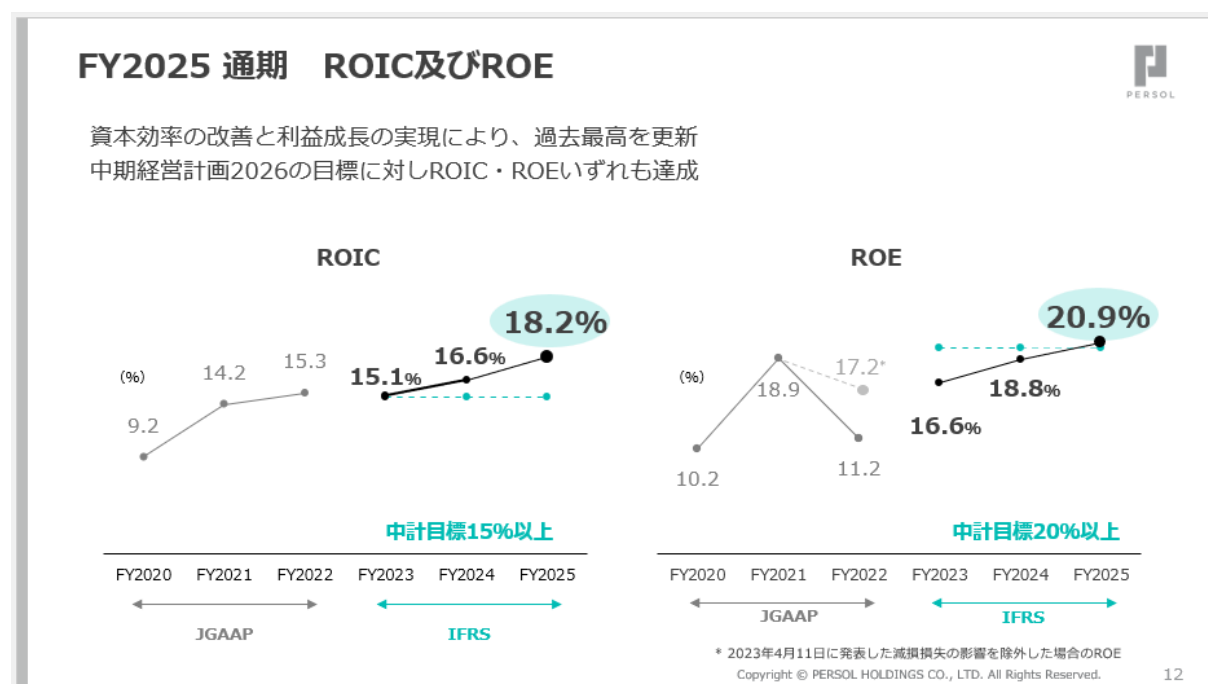 FY2025 通期　ROIC及びROE
PERSOL
資本効率の改善と利益成長の実現により、過去最高を更新
中期経営計画2026の目標に対しROIC・ROEいずれも達成
ROIC
(%)
9.2
14.2
15.3
15.1%
16.6%
18.2%
中計目標15%以上
FY2020 FY2021 FY2022 FY2023 FY2024 FY2025
JGAAP IFRS
ROE
(%)
10.2
18.9
17.2*
11.2
16.6%
18.8%
20.9%
中計目標20%以上
FY2020 FY2021 FY2022 FY2023 FY2024 FY2025
JGAAP IFRS
* 2023年4月11日に発表した減損損失の影響を除外した場合のROE
Copyright © PERSOL HOLDINGS CO., LTD. All Rights Reserved.
12